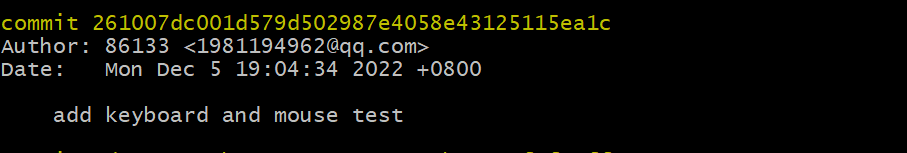 commit 261007dc001d579d502987e4058e43125115ea1c
Author: 86133 <1981194962@qq.com>
Date:   Mon Dec 5 19:04:34 2022 +0800
add keyboard and mouse test